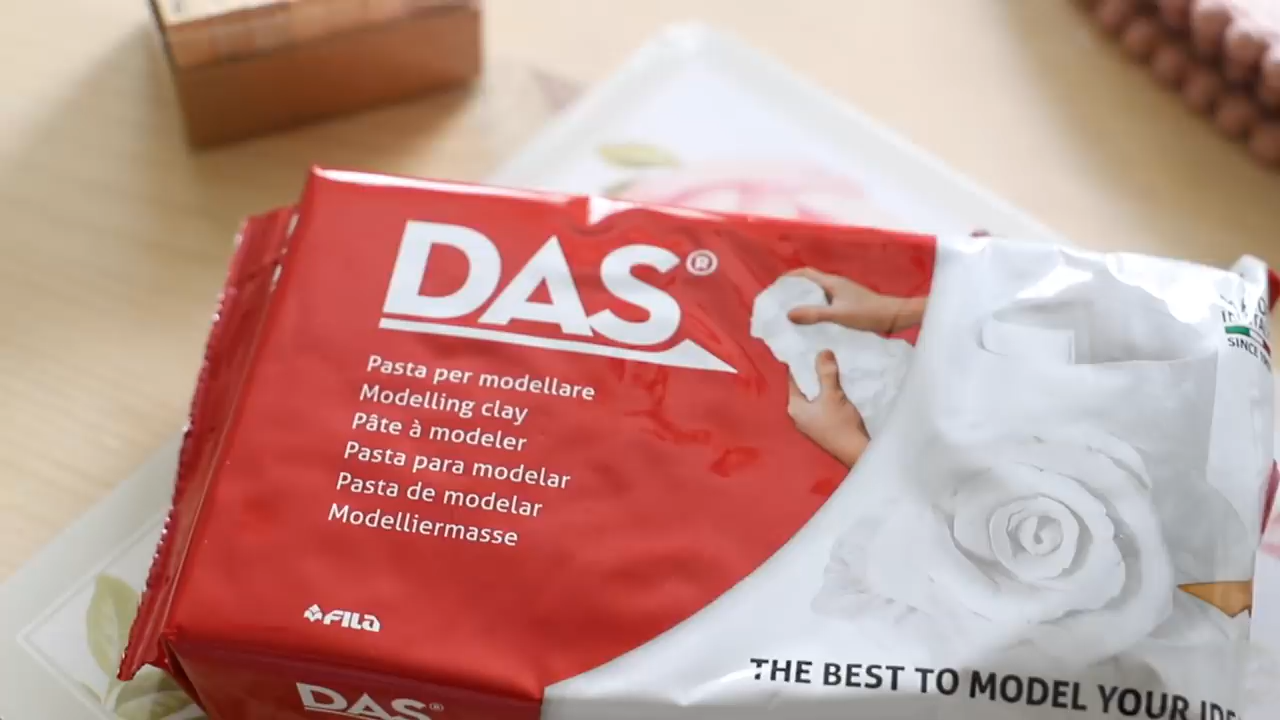 DAS®
Pasta per modellare
Modelling clay
Pâte à modeler
Pasta para modelar
Pasta de modelar
Modelliermasse
FILA
DAS®
THE BEST TO MODEL YOUR
SINCE